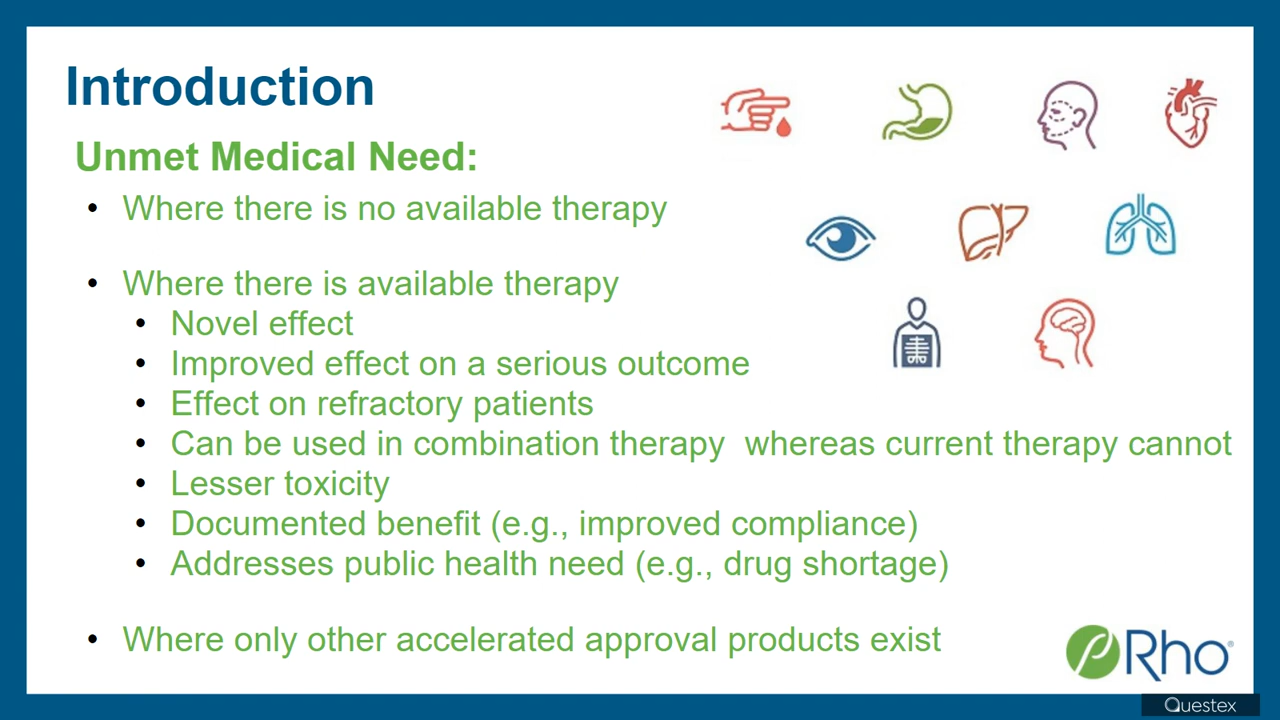 Introduction
Unmet Medical Need:
• Where there is no available therapy
• Where there is available therapy
• Novel effect
• Improved effect on a serious outcome
• Effect on refractory patients
• Can be used in combination therapy  whereas current therapy cannot
• Lesser toxicity
• Documented benefit (e.g., improved compliance)
• Addresses public health need (e.g., drug shortage)
• Where only other accelerated approval products exist
Rho®
Questex